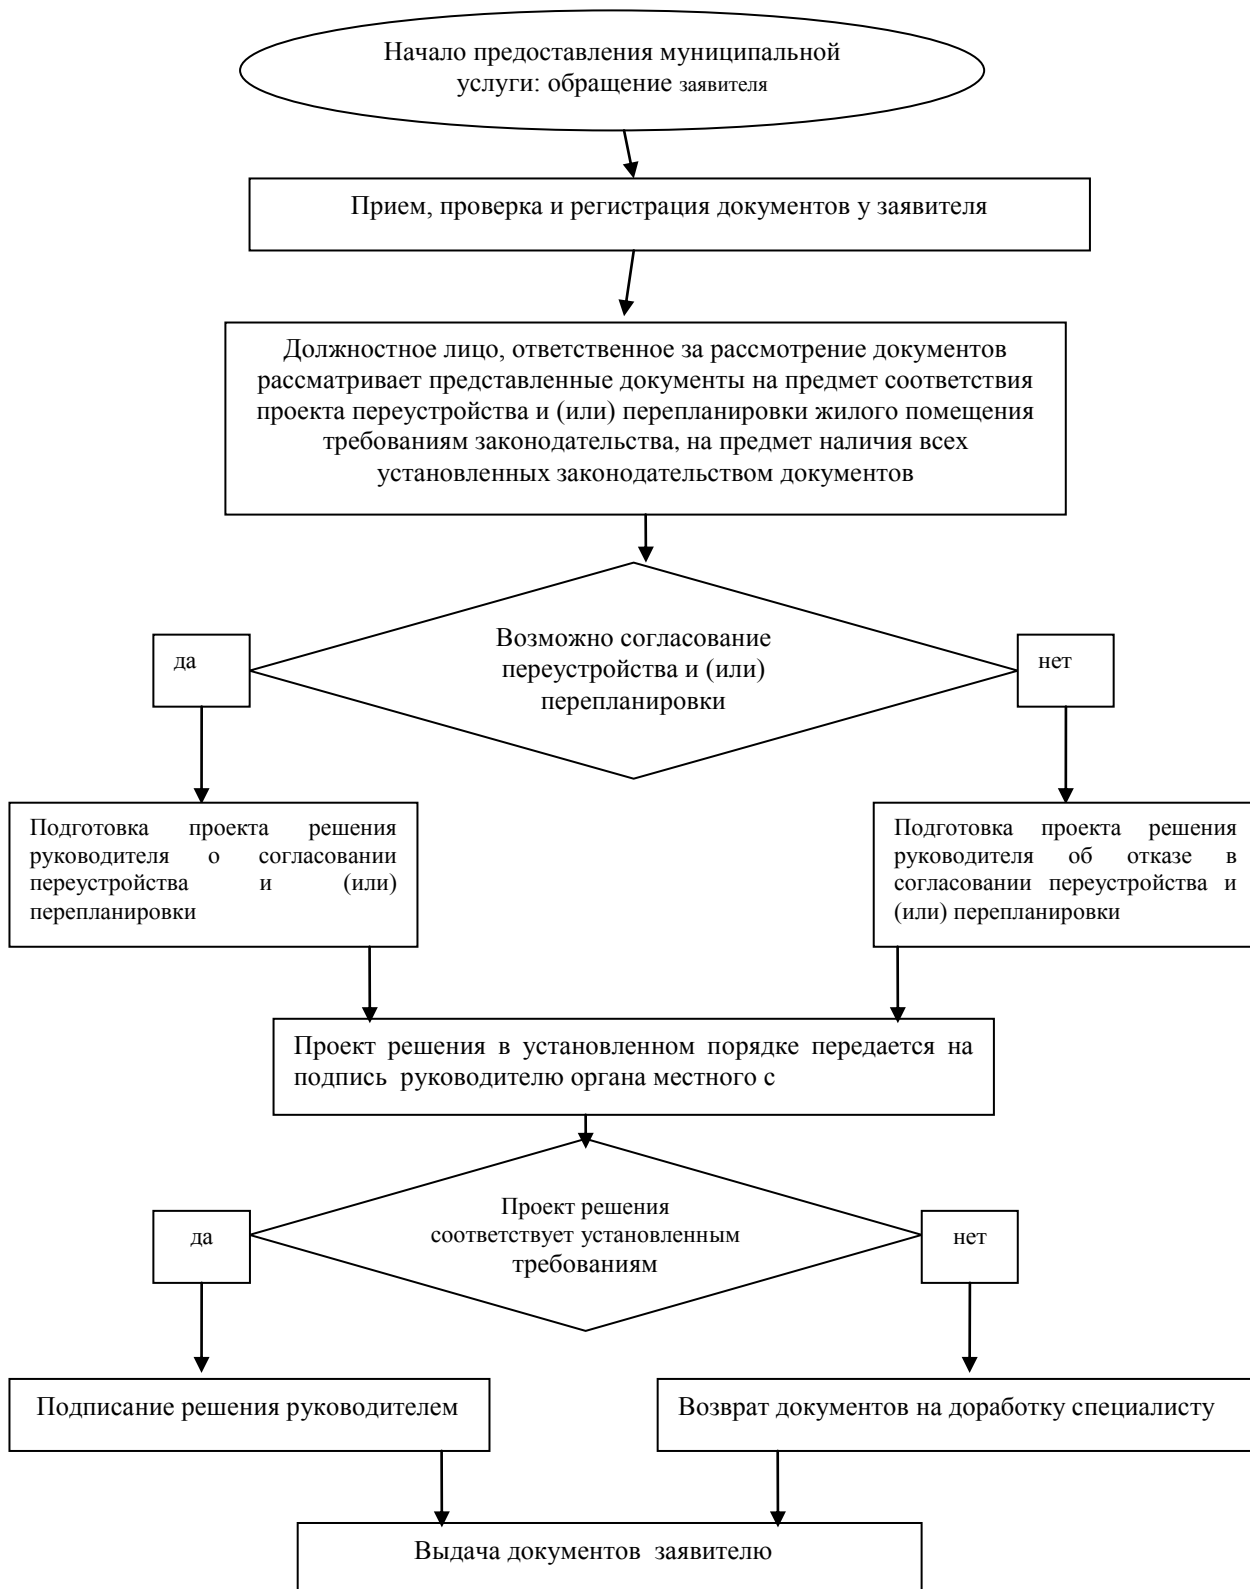 Начало предоставления муниципальной
услуги: обращение заявителя
Прием, проверка и регистрация документов у заявителя
Должностное лицо, ответственное за рассмотрение документов
рассматривает представленные документы на предмет соответствия
проекта переустройства и (или) перепланировки жилого помещения
требованиям законодательства, на предмет наличия всех
установленных законодательством документов
Возможно согласование
переустройства и (или)
перепланировки
да
нет
Подготовка проекта решения
руководителя о согласовании
переустройства и (или)
перепланировки
Подготовка проекта решения
руководителя об отказе в
согласовании переустройства и
(или) перепланировки
Проект решения в установленном порядке передается на
подпись руководителю органа местного с
Проект решения
соответствует установленным
требованиям
да
нет
Подписание решения руководителем
Возврат документов на доработку специалисту
Выдача документов заявителю